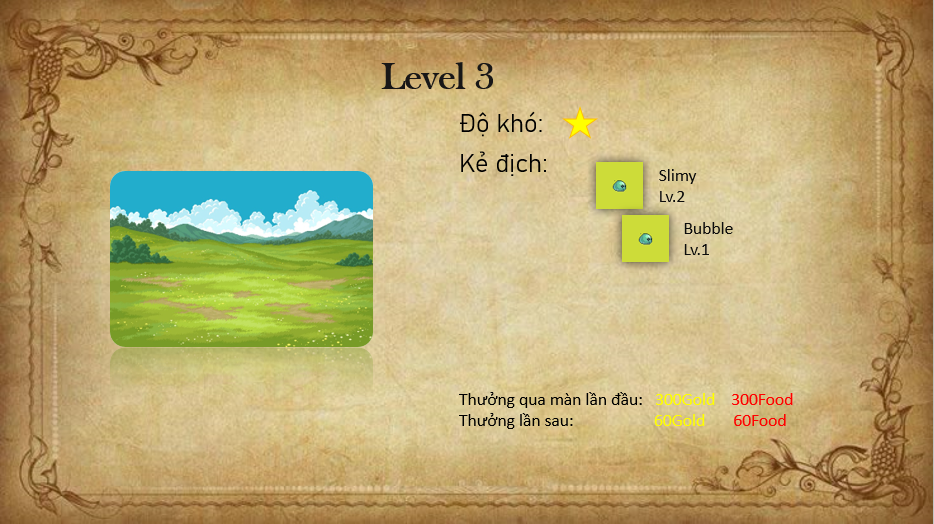 Level 3
Độ khó:
Kẻ địch:
Slimy
Lv.2
Bubble
Lv.1
Thưởng qua màn lần đầu: 300Gold 300Food
Thưởng lần sau: 60Gold 60Food